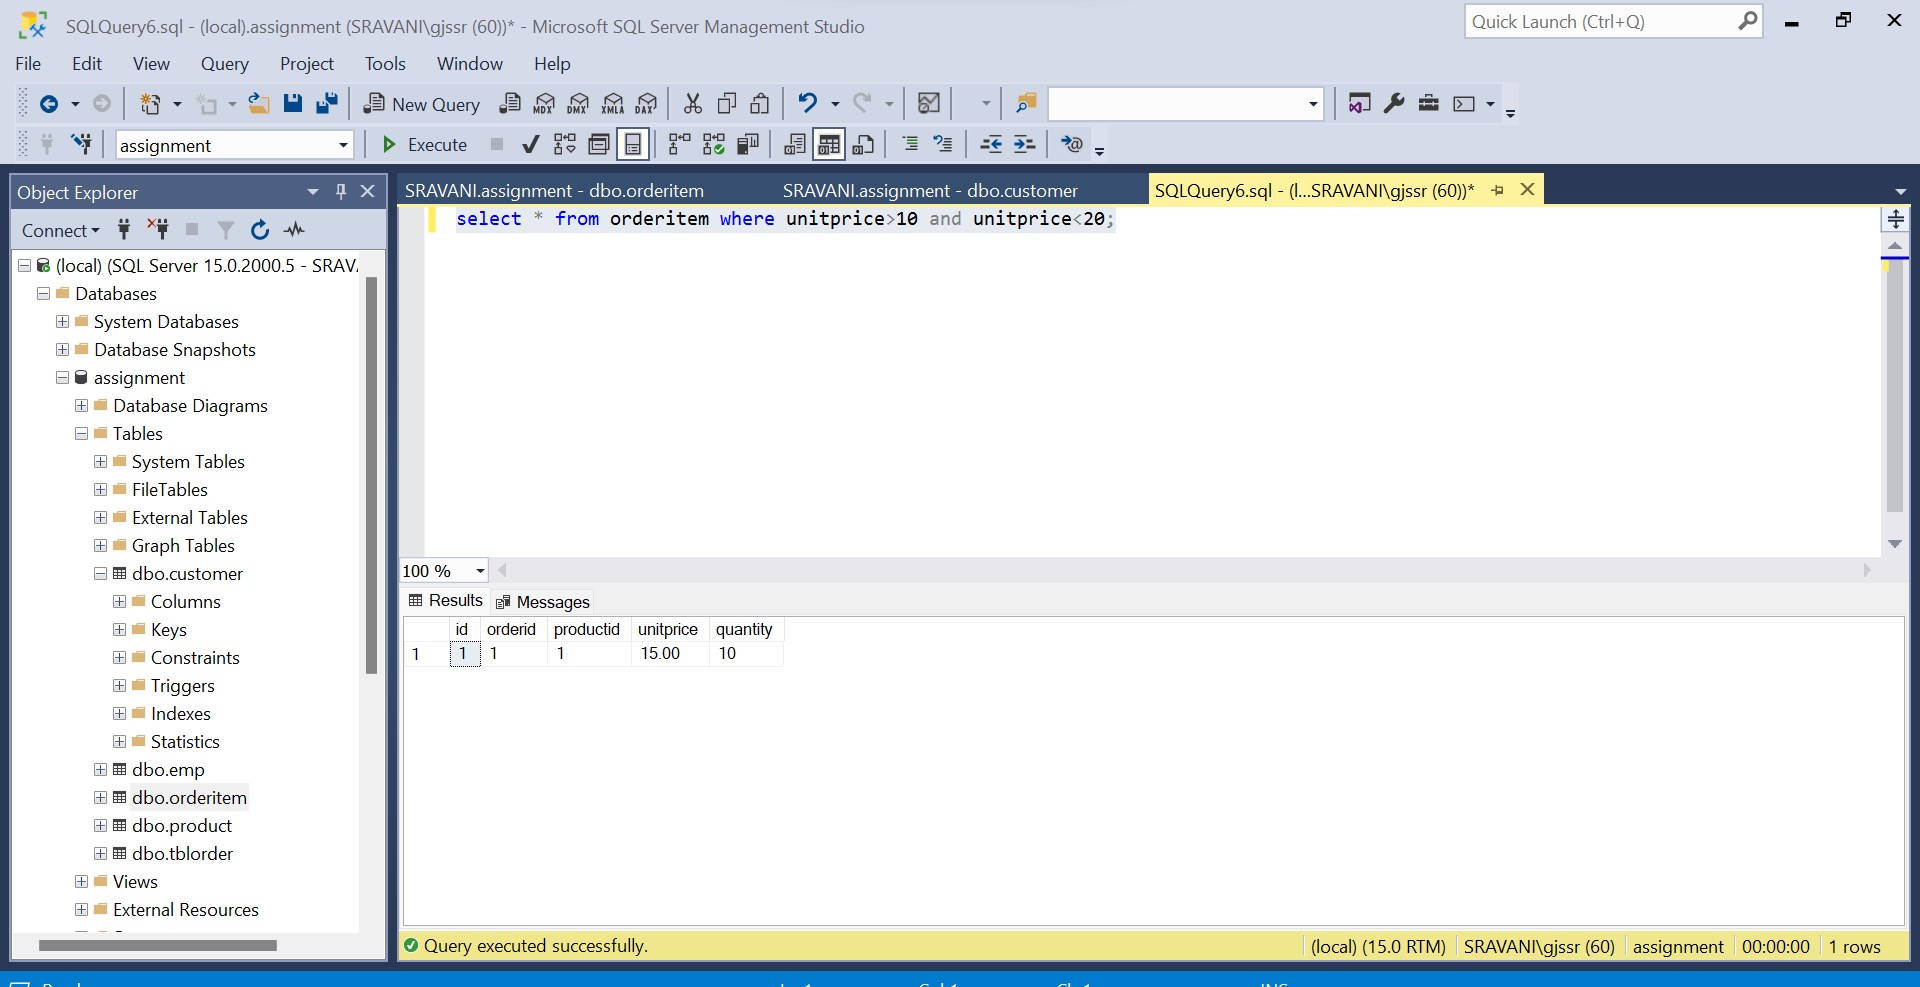 SQLQuery6.sql - (local).assignment (SRAVANI\gjssr (60))* - Microsoft SQL Server Management Studio
Quick Launch (Ctrl+Q)
File Edit View Query Project Tools Window Help
New Query MDX DMX XMLA DAX
assignment Execute
Object Explorer
Connect
(local) (SQL Server 15.0.2000.5 - SRAV
Databases
System Databases
Database Snapshots
assignment
Database Diagrams
Tables
System Tables
FileTables
External Tables
Graph Tables
dbo.customer
Columns
Keys
Constraints
Triggers
Indexes
Statistics
dbo.emp
dbo.orderitem
dbo.product
dbo.tblorder
Views
External Resources
SRAVANI.assignment - dbo.orderitem SRAVANI.assignment - dbo.customer SQLQuery6.sql - (l...SRAVANI\gjssr (60))*
select * from orderitem where unitprice>10 and unitprice<20;
100 %
Results Messages
id orderid productid unitprice quantity
1 1 1 1 15.00 10
Query executed successfully. (local) (15.0 RTM) SRAVANI\gjssr (60) assignment 00:00:00 1 rows